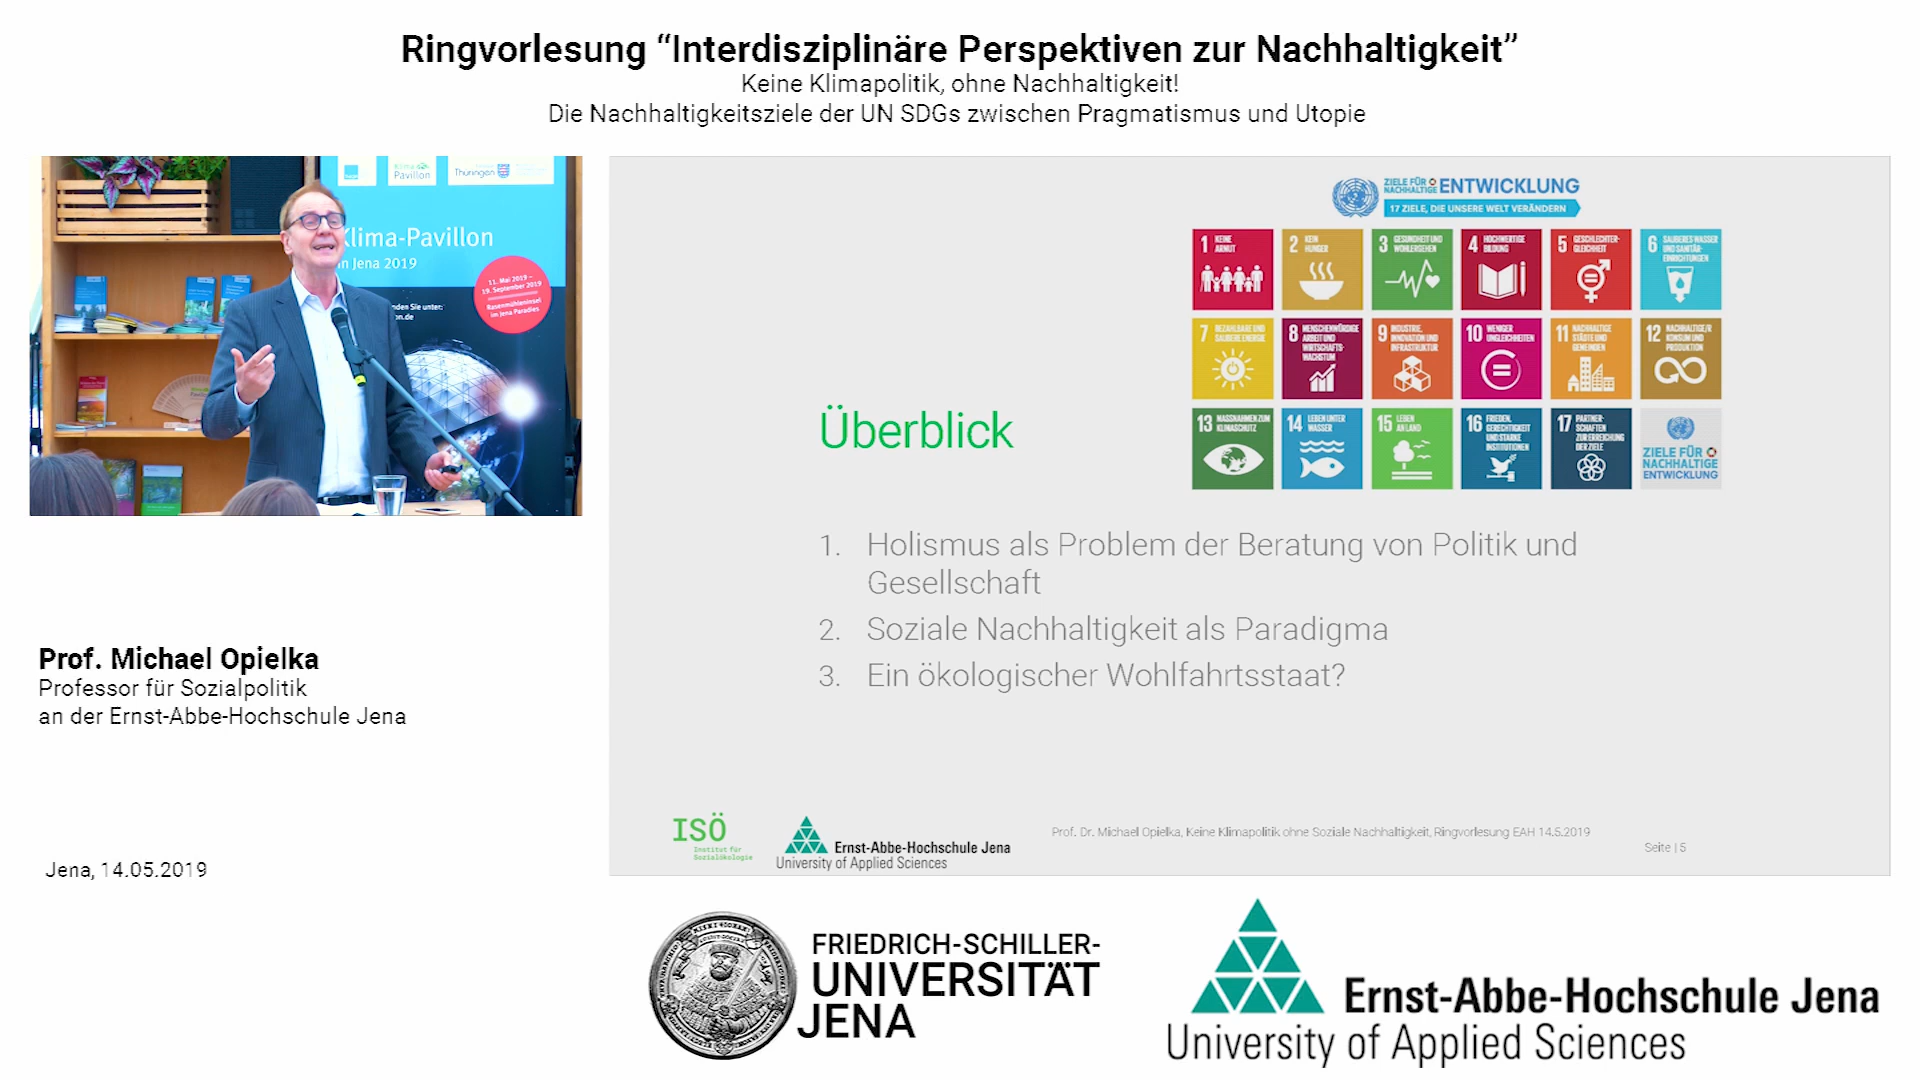 Ringvorlesung “Interdisziplinäre Perspektiven zur Nachhaltigkeit”
Keine Klimapolitik, ohne Nachhaltigkeit!
Die Nachhaltigkeitsziele der UN SDGs zwischen Pragmatismus und Utopie
Klima-
Pavillon
Thüringen
Klima-Pavillon
in Jena 2019
11. Mai 2019 –
19. September 2019
Rasenmühleninsel
im Jena Paradies
nden Sie unter:
on.de
Prof. Michael Opielka
Professor für Sozialpolitik
an der Ernst-Abbe-Hochschule Jena
Jena, 14.05.2019
ZIELE FÜR
NACHHALTIGE ENTWICKLUNG
17 ZIELE, DIE UNSERE WELT VERÄNDERN
1 KEINE
ARMUT
2 KEIN
HUNGER
3 GESUNDHEIT UND
WOHLERGEHEN
4 HOCHWERTIGE
BILDUNG
5 GESCHLECHTER-
GLEICHHEIT
6 SAUBERES WASSER
UND SANITÄR-
EINRICHTUNGEN
7 BEZAHLBARE UND
SAUBERE ENERGIE
8 MENSCHENWÜRDIGE
ARBEIT UND
WIRTSCHAFTS-
WACHSTUM
9 INDUSTRIE,
INNOVATION UND
INFRASTRUKTUR
10 WENIGER
UNGLEICHHEITEN
11 NACHHALTIGE
STÄDTE UND
GEMEINDEN
12 NACHHALTIGE/R
KONSUM UND
PRODUKTION
13 MASSNAHMEN ZUM
KLIMASCHUTZ
14 LEBEN UNTER
WASSER
15 LEBEN
AN LAND
16 FRIEDEN,
GERECHTIGKEIT
UND STARKE
INSTITUTIONEN
17 PARTNER-
SCHAFTEN
ZUR ERREICHUNG
DER ZIELE
ZIELE FÜR
NACHHALTIGE
ENTWICKLUNG
Überblick
1. Holismus als Problem der Beratung von Politik und
Gesellschaft
2. Soziale Nachhaltigkeit als Paradigma
3. Ein ökologischer Wohlfahrtsstaat?
ISÖ
Institut für
Sozialökologie
Ernst-Abbe-Hochschule Jena
University of Applied Sciences
Prof. Dr. Michael Opielka, Keine Klimapolitik ohne Soziale Nachhaltigkeit, Ringvorlesung EAH 14.5.2019
Seite | 5
FRIEDRICH-SCHILLER-
UNIVERSITÄT
JENA
Ernst-Abbe-Hochschule Jena
University of Applied Sciences